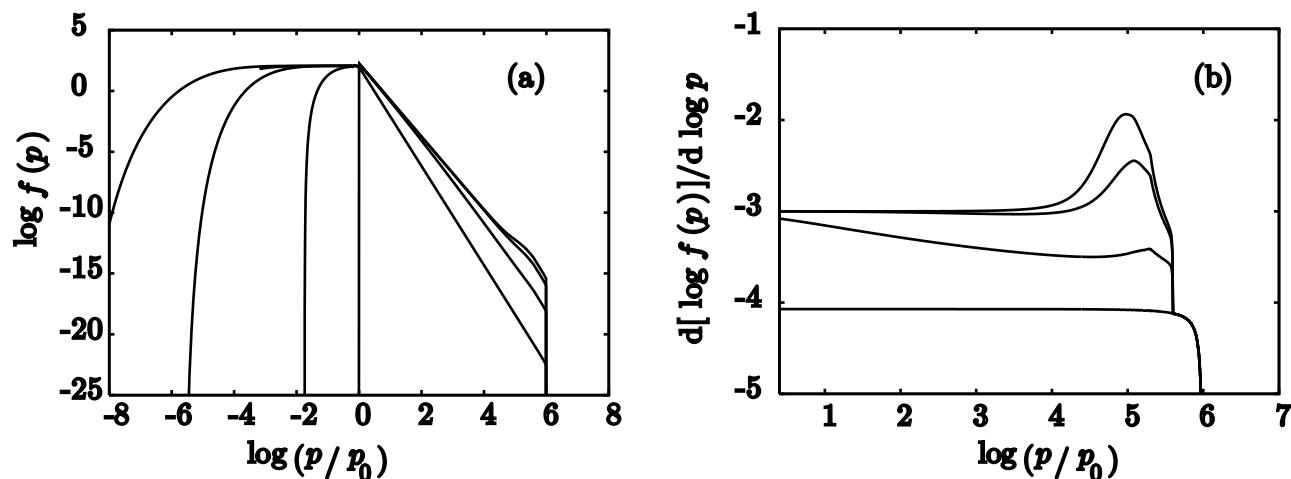 5
0
-5
-10
-15
-20
-25
-8 -6 -4 -2 0 2 4 6 8
log f (p)
log (p / p0)
(a)
-1
-2
-3
-4
-5
1 2 3 4 5 6 7
d[ log f (p) ]/d log p
log (p / p0)
(b)